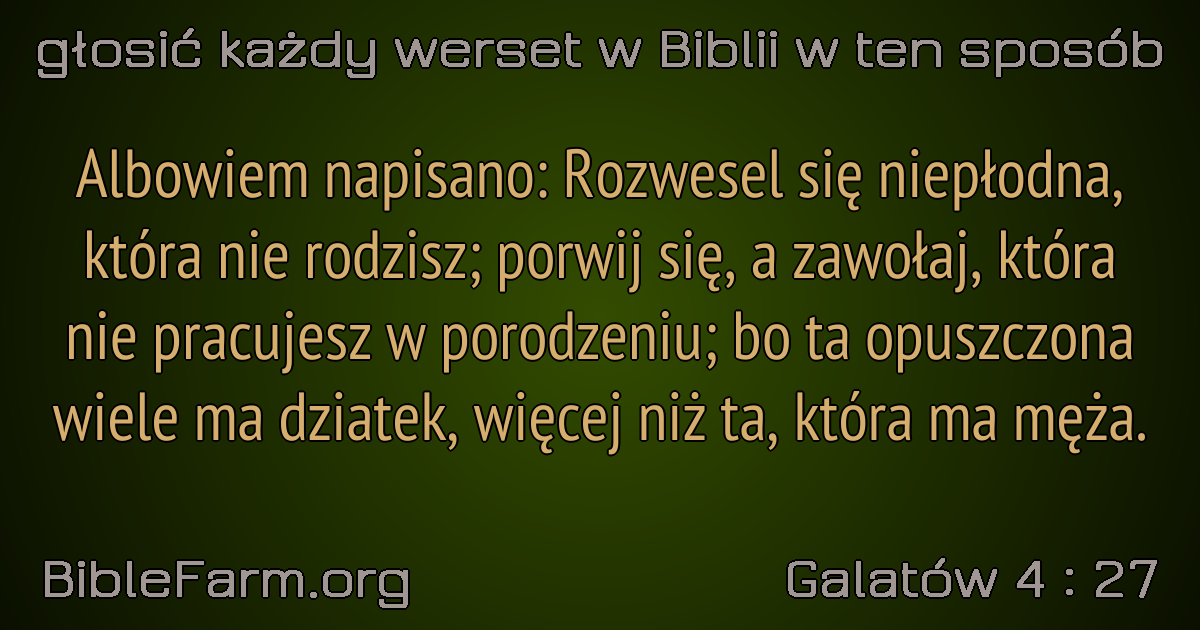 głosić każdy werset w Biblii w ten sposób
Albowiem napisano: Rozwesel się niepłodna,
która nie rodzisz; porwij się, a zawołaj, która
nie pracujesz w porodzeniu; bo ta opuszczona
wiele ma dziatek, więcej niż ta, która ma męża.
BibleFarm.org
Galatów 4 : 27